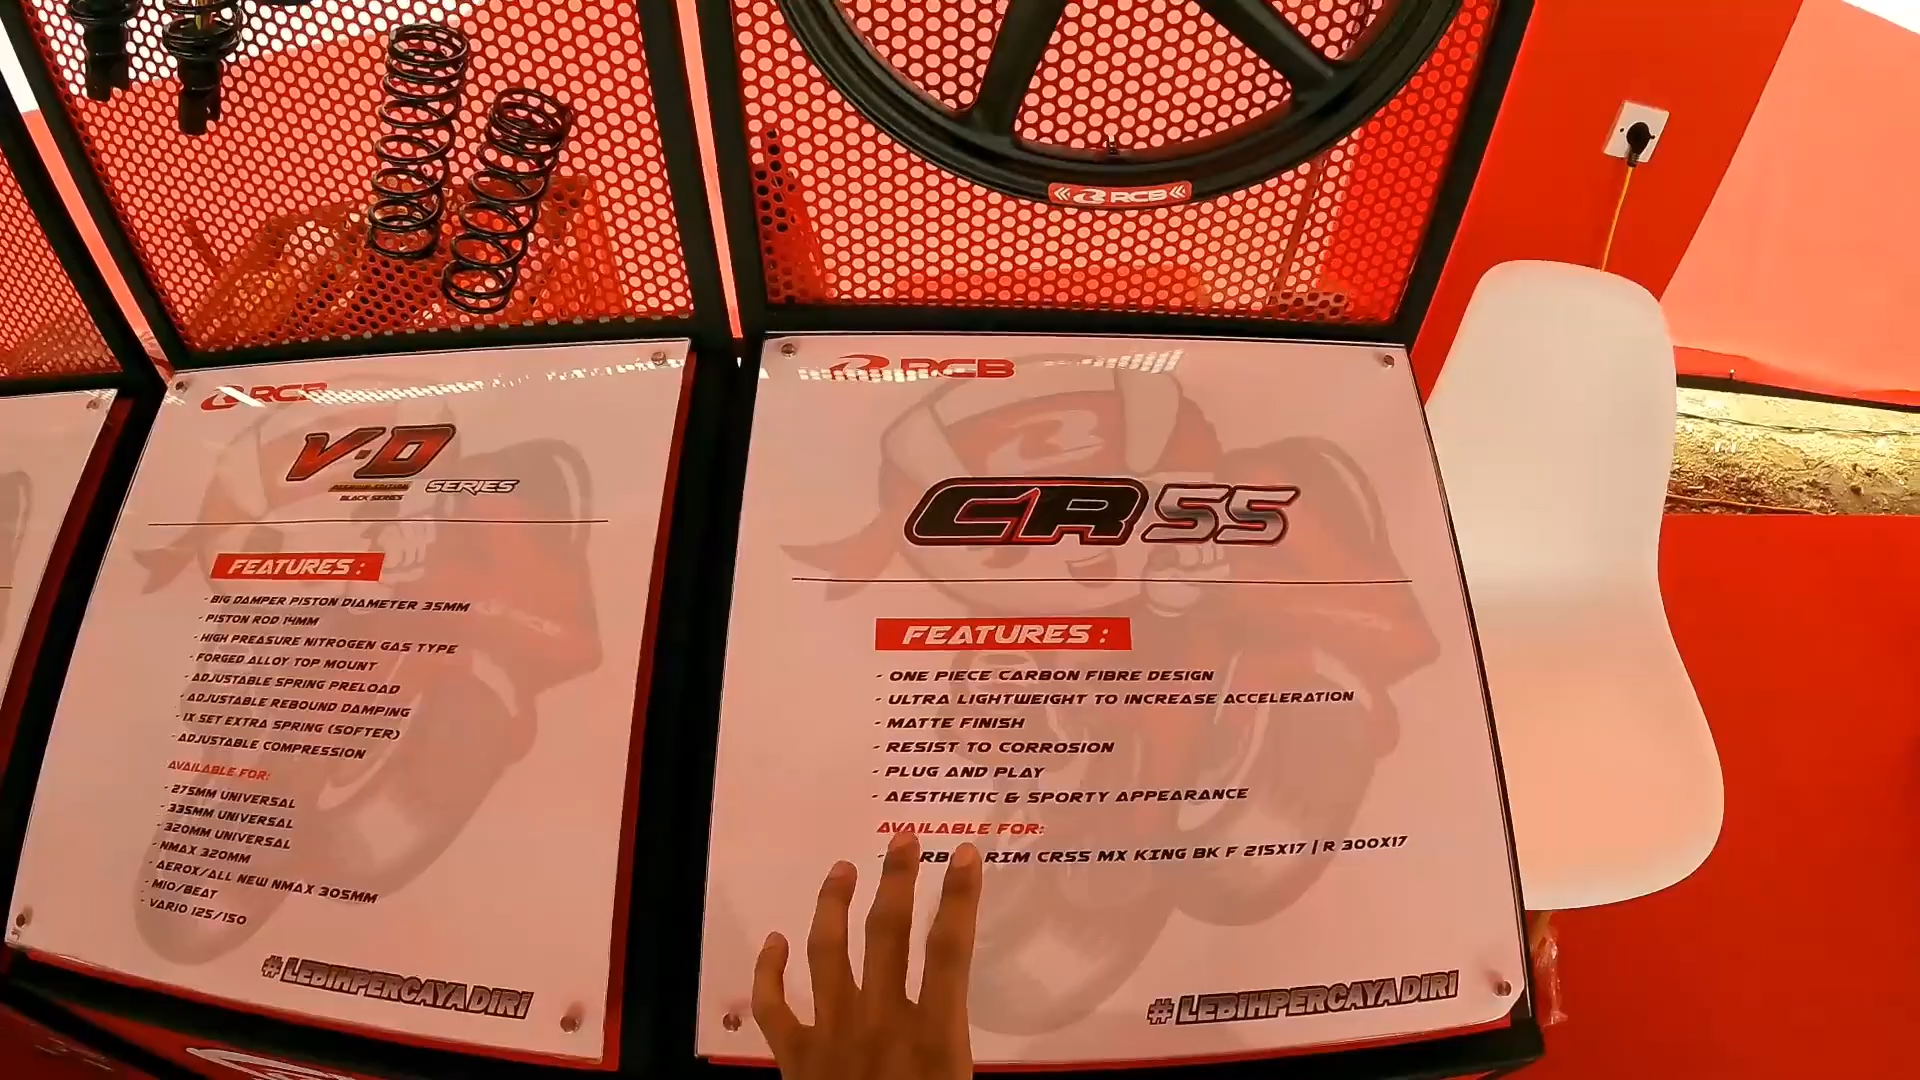 RCB
RCB
V-D SERIES
BLACK SERIES
FEATURES :
- BIG DAMPER PISTON DIAMETER 35MM
- PISTON ROD 14MM
- HIGH PREASURE NITROGEN GAS TYPE
- FORGED ALLOY TOP MOUNT
- ADJUSTABLE SPRING PRELOAD
- ADJUSTABLE REBOUND DAMPING
- 1X SET EXTRA SPRING (SOFTER)
- ADJUSTABLE COMPRESSION
AVAILABLE FOR:
- 275MM UNIVERSAL
- 335MM UNIVERSAL
- 320MM UNIVERSAL
- NMAX 320MM
- AEROX/ALL NEW NMAX 305MM
- MIO/BEAT
- VARIO 125/150
# LEBIHPERCAYADIRI
RCB
CR55
FEATURES :
- ONE PIECE CARBON FIBRE DESIGN
- ULTRA LIGHTWEIGHT TO INCREASE ACCELERATION
- MATTE FINISH
- RESIST TO CORROSION
- PLUG AND PLAY
- AESTHETIC & SPORTY APPEARANCE
AVAILABLE FOR:
- RIM CR55 MX KING BK F 215X17 | R 300X17
# LEBIHPERCAYADIRI